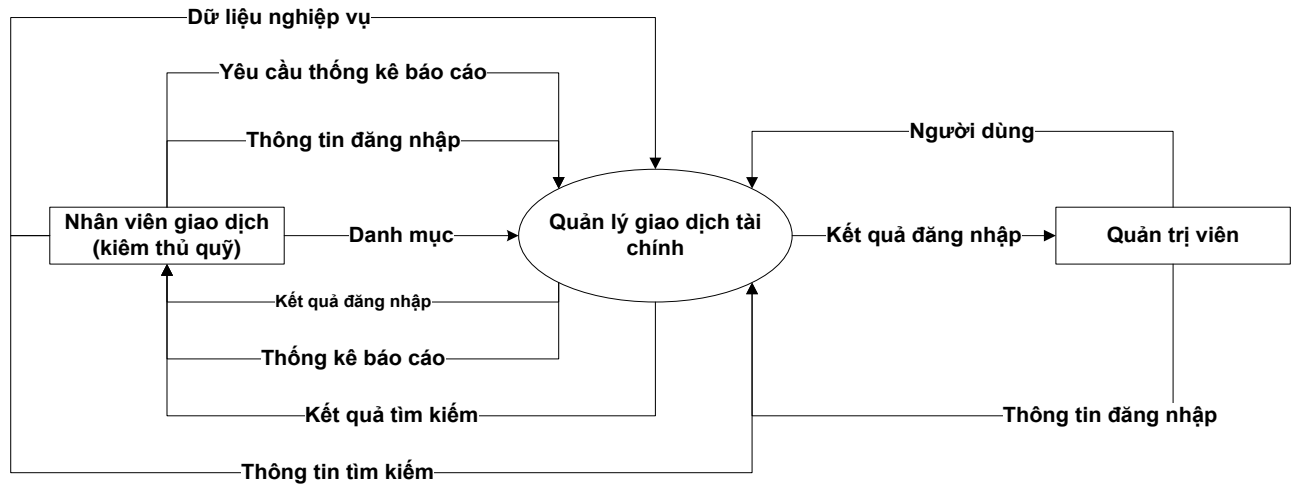 Dữ liệu nghiệp vụ
Yêu cầu thống kê báo cáo
Thông tin đăng nhập
Người dùng
Nhân viên giao dịch
(kiêm thủ quỹ)
Danh mục
Quản lý giao dịch tài
chính
Kết quả đăng nhập
Quản trị viên
Kết quả đăng nhập
Thống kê báo cáo
Kết quả tìm kiếm
Thông tin đăng nhập
Thông tin tìm kiếm